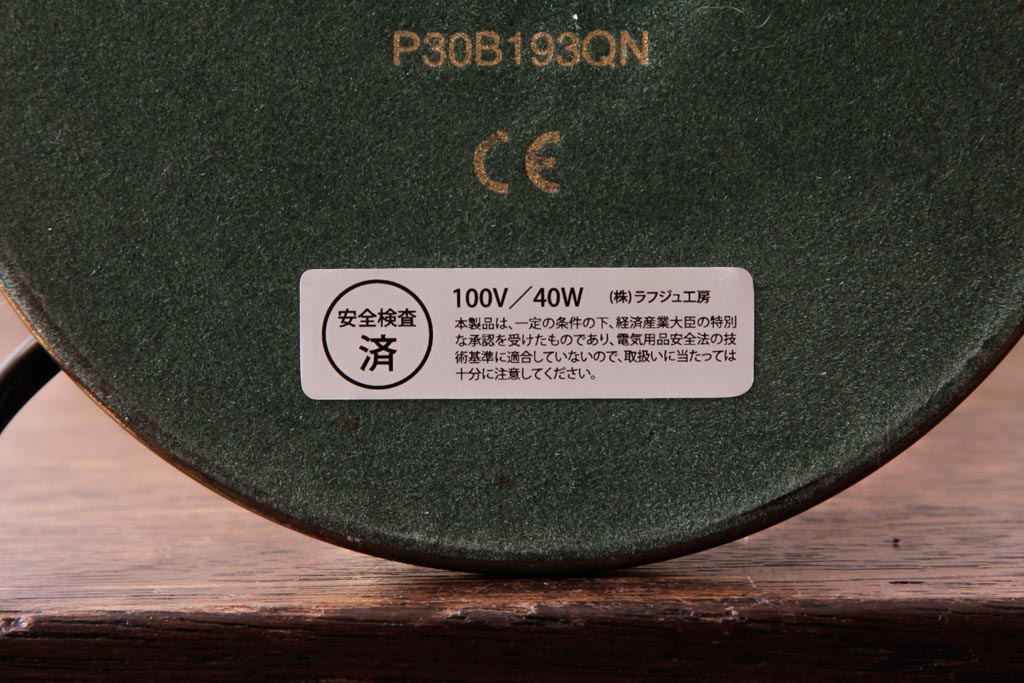 P30B193QN
CE
安全検査
済
100V／40W (株)ラフジュ工房
本製品は、一定の条件の下、経済産業大臣の特別
な承認を受けたものであり、電気用品安全法の技
術基準に適合していないので、取扱いに当たっては
十分に注意してください。